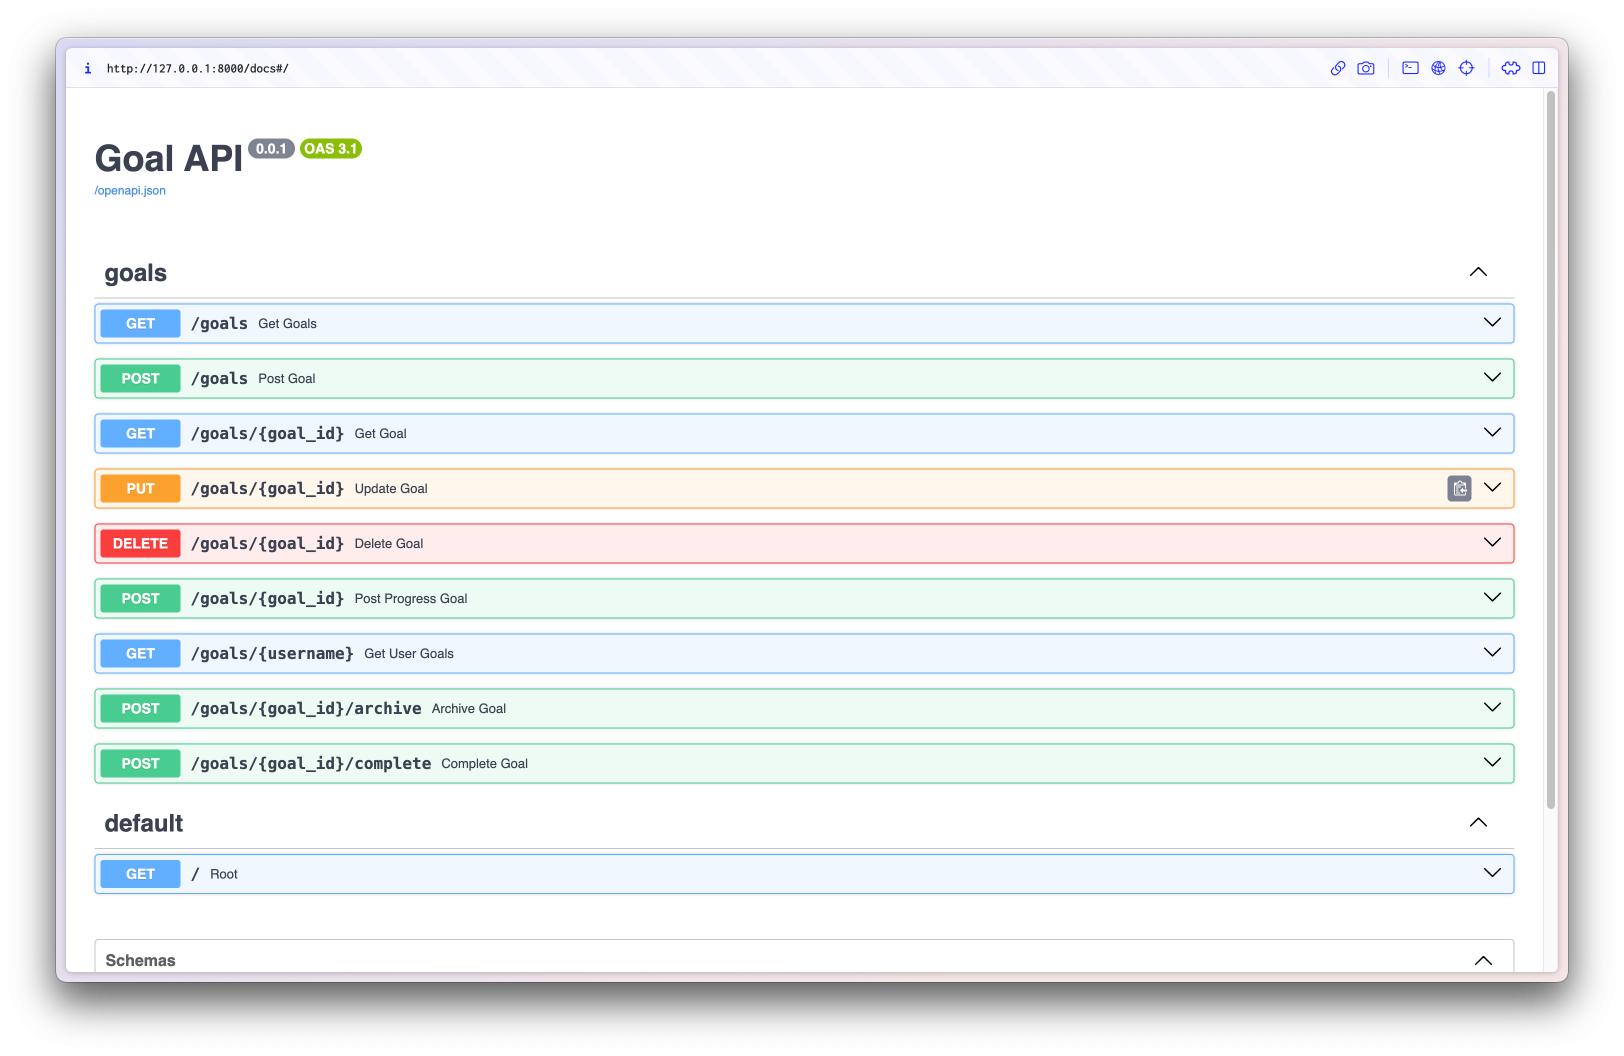 i http://127.0.0.1:8000/docs#/
Goal API 0.0.1 OAS 3.1
/openapi.json
goals
GET /goals Get Goals
POST /goals Post Goal
GET /goals/{goal_id} Get Goal
PUT /goals/{goal_id} Update Goal
DELETE /goals/{goal_id} Delete Goal
POST /goals/{goal_id} Post Progress Goal
GET /goals/{username} Get User Goals
POST /goals/{goal_id}/archive Archive Goal
POST /goals/{goal_id}/complete Complete Goal
default
GET / Root
Schemas